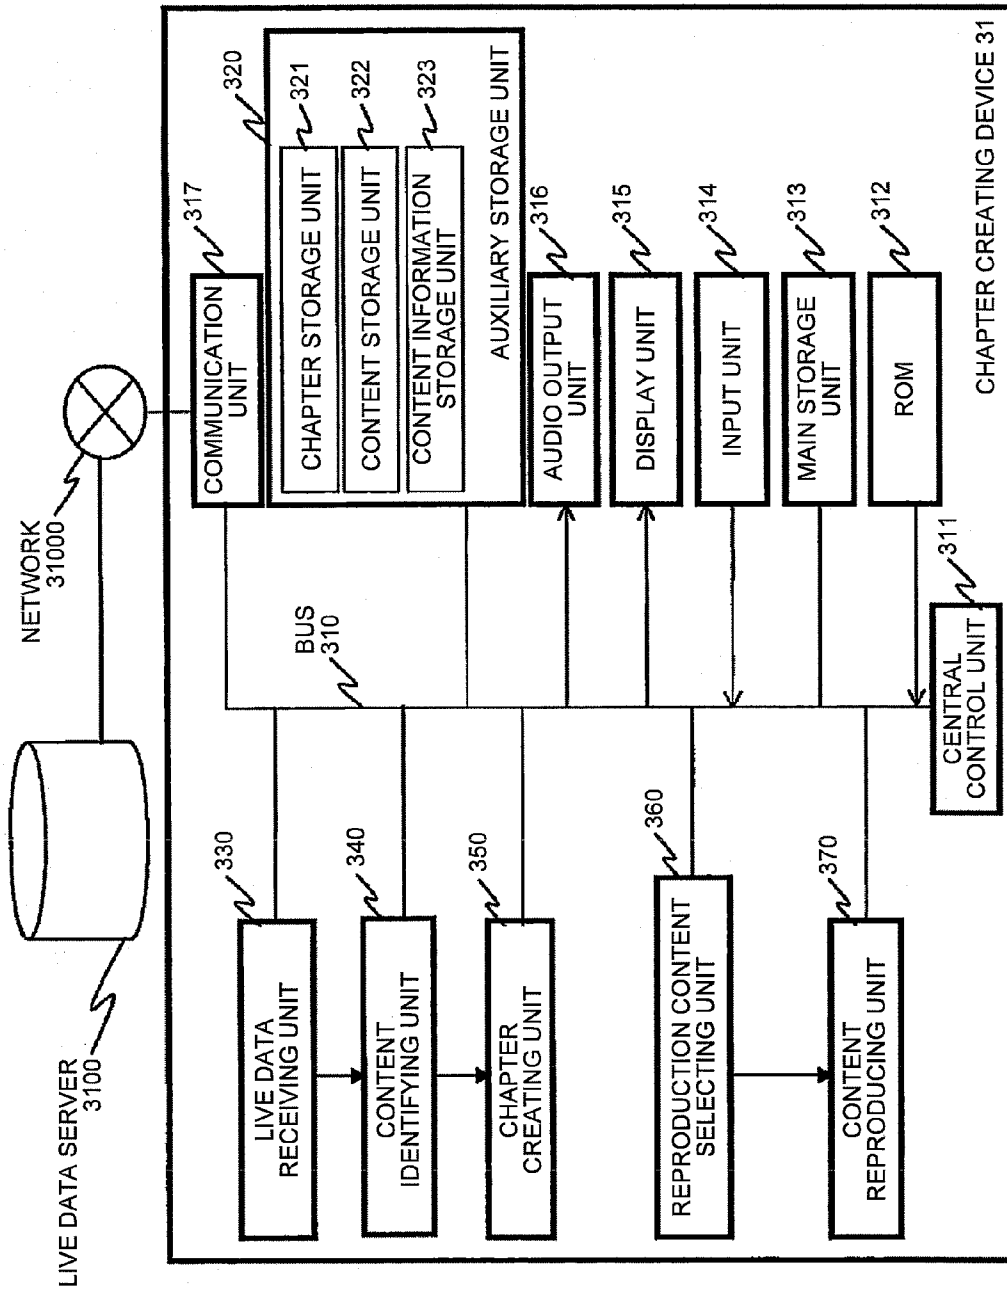 LIVE DATA SERVER
3100
NETWORK
31000
LIVE DATA
RECEIVING UNIT
330
CONTENT
IDENTIFYING UNIT
340
CHAPTER
CREATING UNIT
350
REPRODUCTION CONTENT
SELECTING UNIT
360
CONTENT
REPRODUCING UNIT
370
BUS
310
CENTRAL
CONTROL UNIT
311
COMMUNICATION
UNIT
317
320
CHAPTER STORAGE UNIT
321
CONTENT STORAGE UNIT
322
CONTENT INFORMATION
STORAGE UNIT
323
AUXILIARY STORAGE UNIT
AUDIO OUTPUT
UNIT
316
DISPLAY UNIT
315
INPUT UNIT
314
MAIN STORAGE
UNIT
313
ROM
312
CHAPTER CREATING DEVICE 31